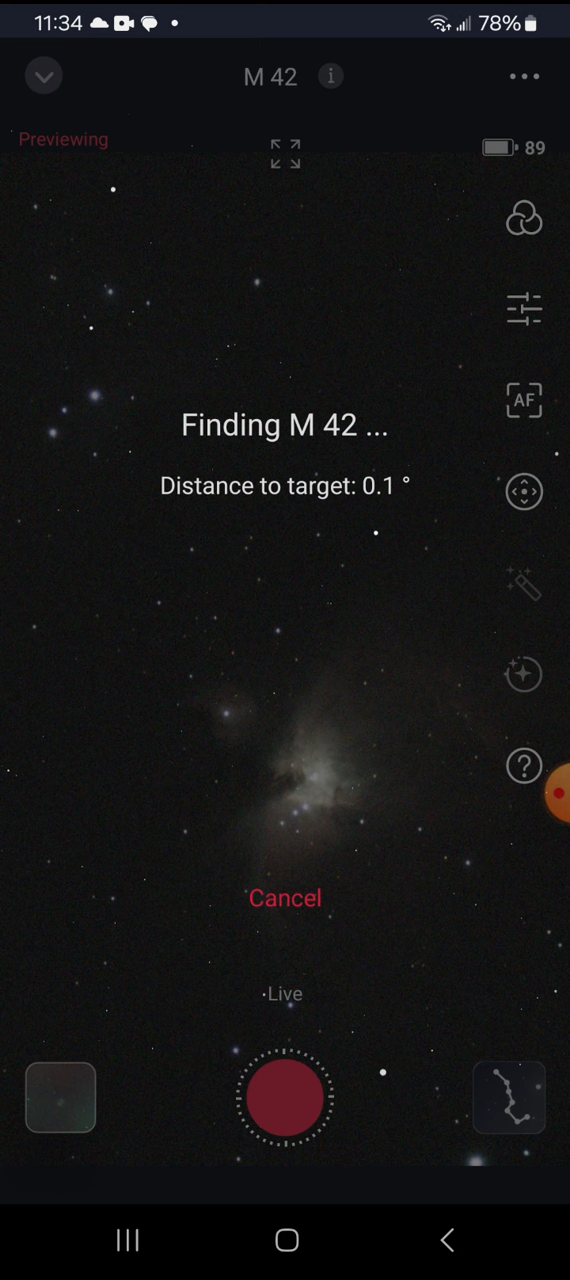 11:34
78%
M 42
i
Previewing
89
AF
Finding M 42 ...
Distance to target: 0.1 °
?
Cancel
Live